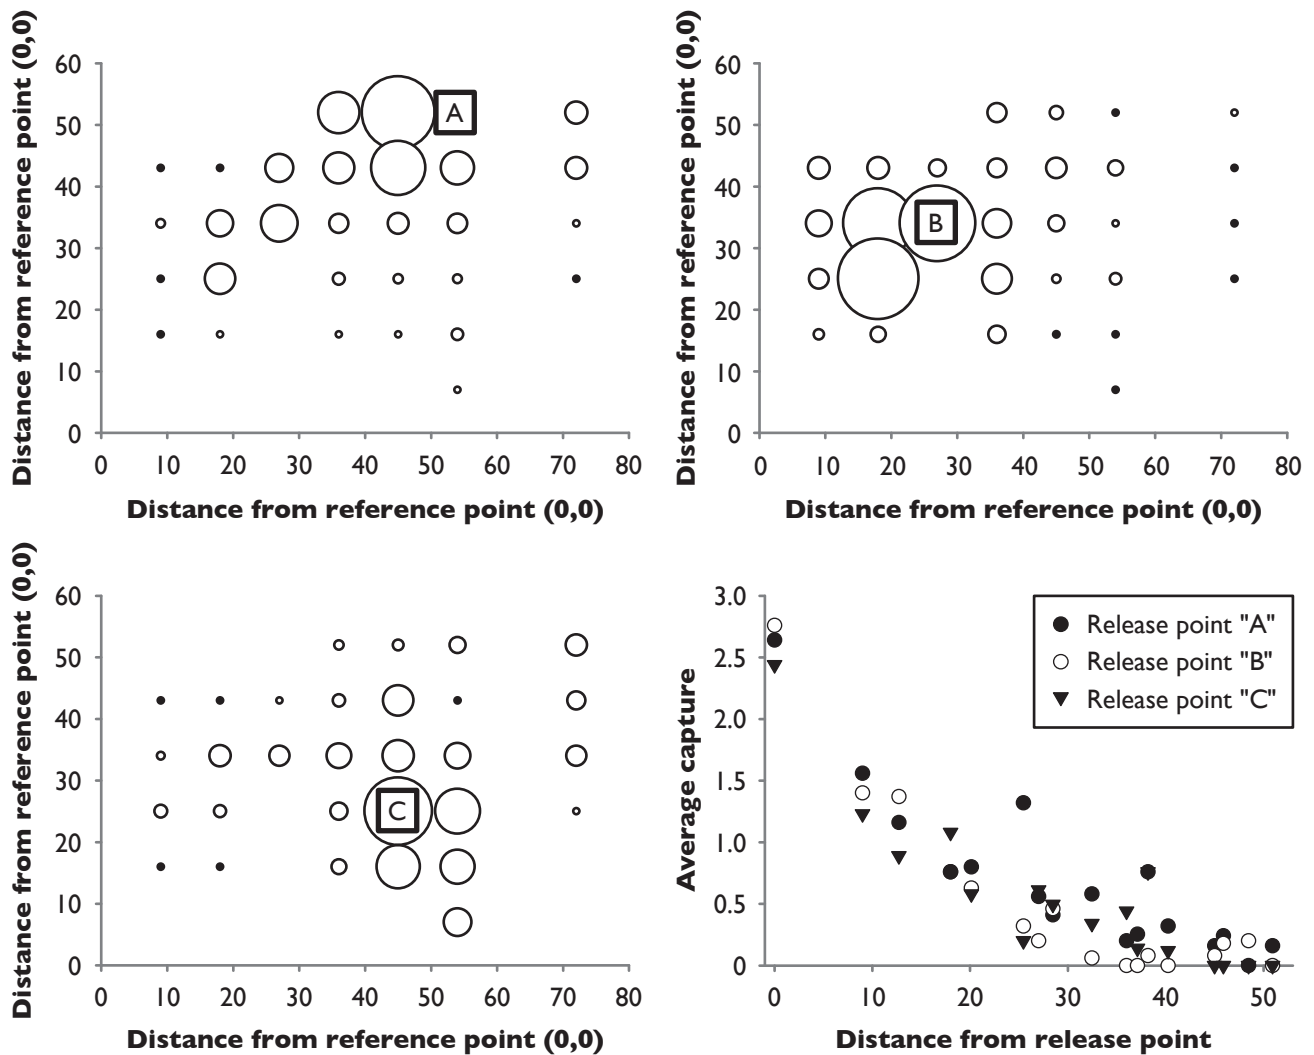 Distance from reference point (0,0)
60
50
40
30
20
10
0
A
0 10 20 30 40 50 60 70 80
Distance from reference point (0,0)
Distance from reference point (0,0)
60
50
40
30
20
10
0
B
0 10 20 30 40 50 60 70 80
Distance from reference point (0,0)
Distance from reference point (0,0)
60
50
40
30
20
10
0
C
0 10 20 30 40 50 60 70 80
Distance from reference point (0,0)
Average capture
3.0
2.5
2.0
1.5
1.0
0.5
0
Release point "A"
Release point "B"
Release point "C"
0 10 20 30 40 50
Distance from release point